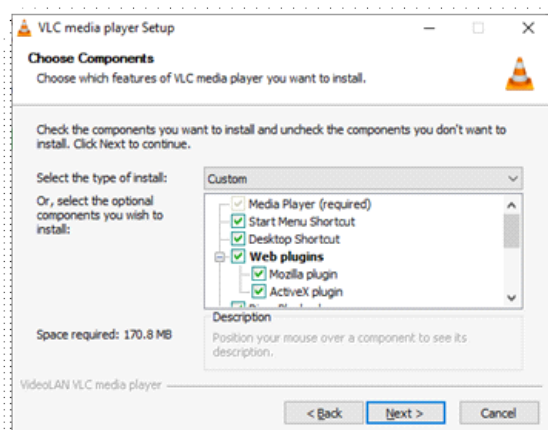 VLC media player Setup
Choose Components
Choose which features of VLC media player you want to install.
Check the components you want to install and uncheck the components you don't want to
install. Click Next to continue.
Select the type of install:
Custom
Or, select the optional
components you wish to
install:
Media Player (required)
Start Menu Shortcut
Desktop Shortcut
Web plugins
Mozilla plugin
ActiveX plugin
Space required: 170.8 MB
Description
Position your mouse over a component to see its
description.
VideoLAN VLC media player
< Back
Next >
Cancel